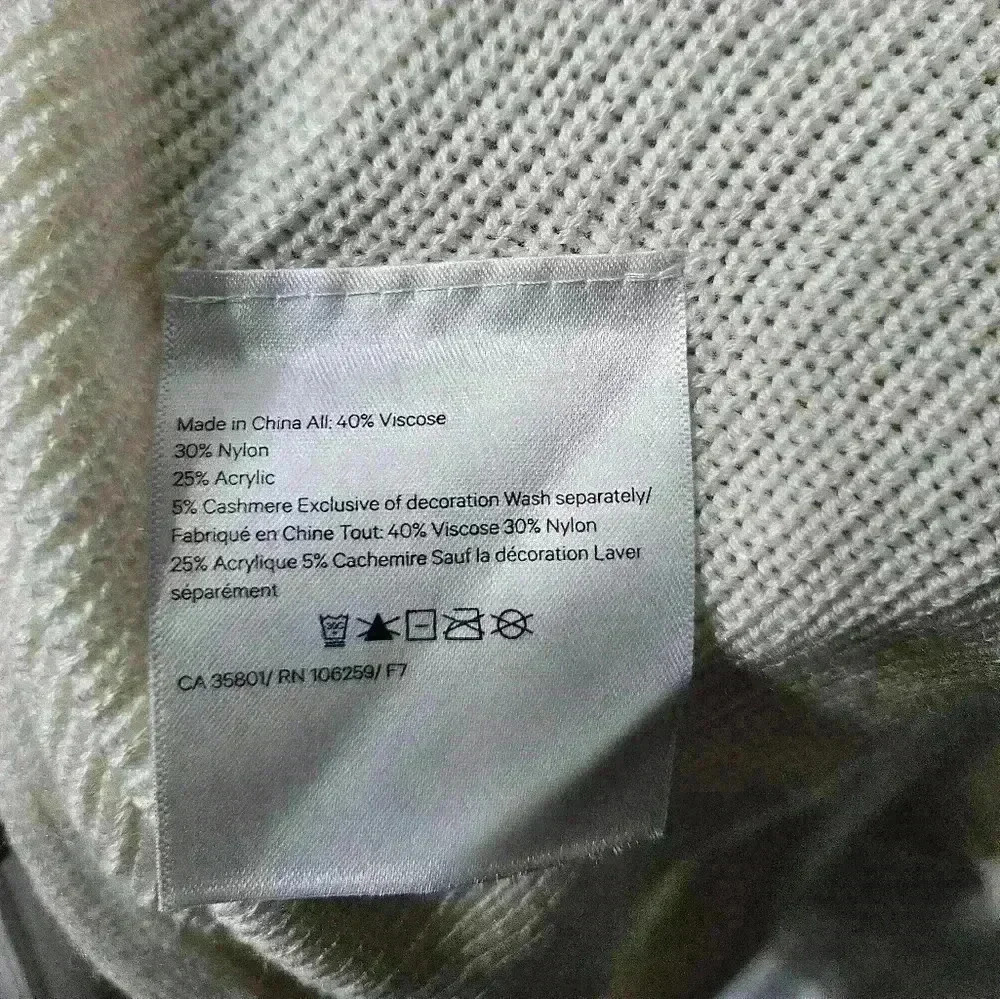 Made in China All: 40% Viscose
30% Nylon
25% Acrylic
5% Cashmere Exclusive of decoration Wash separately/
Fabriqué en Chine Tout: 40% Viscose 30% Nylon
25% Acrylique 5% Cachemire Sauf la décoration Laver
séparément
30C
CA 35801/ RN 106259/ F7